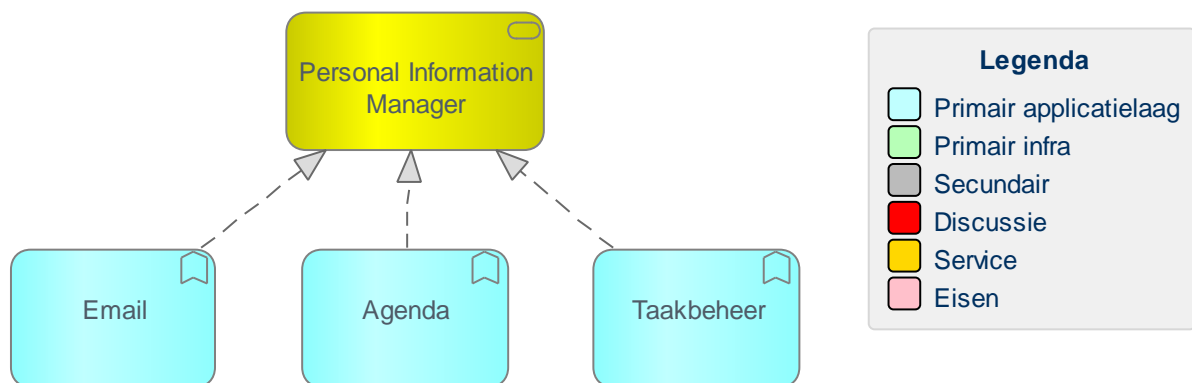 Personal Information
Manager
Email
Agenda
Taakbeheer
Legenda
Primair applicatielaag
Primair infra
Secundair
Discussie
Service
Eisen